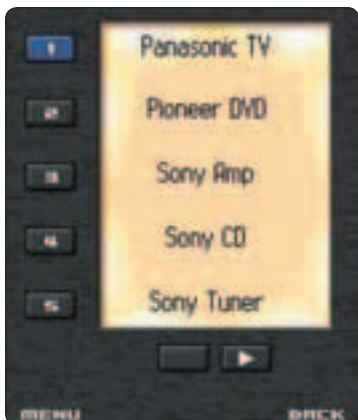 1 Panasonic TV
2 Pioneer DVD
3 Sony Amp
4 Sony CD
5 Sony Tuner
MENU BACK